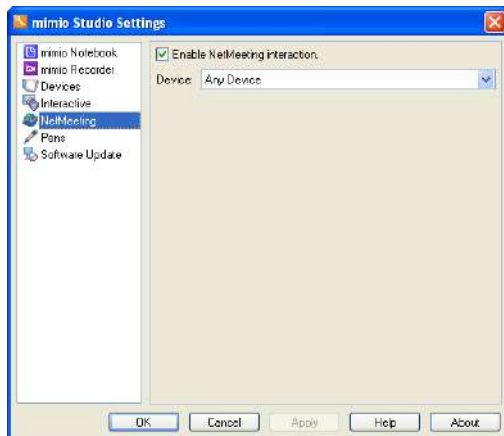 mimio Studio Settings
mimio Notebook
mimio Recorder
Devices
Interactive
NetMeeting
Pens
Software Update
Enable NetMeeting interaction.
Device: Any Device
OK Cancel Apply Help About